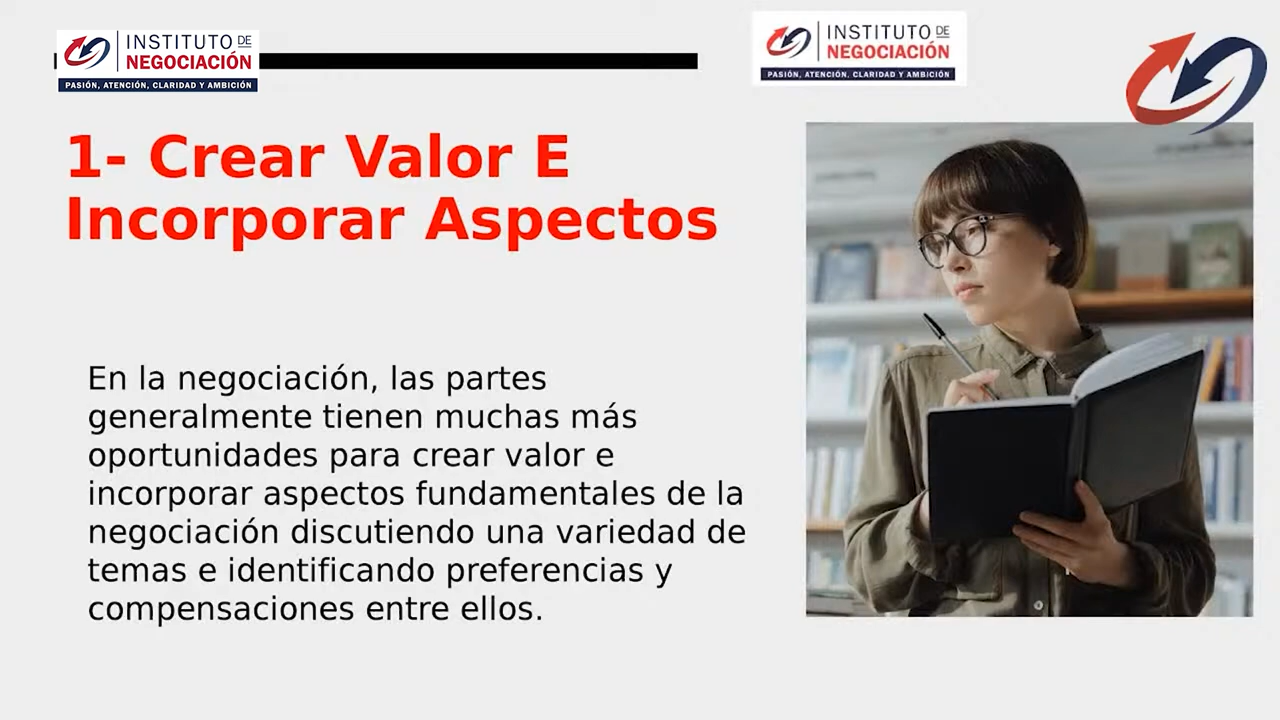 INSTITUTO DE
NEGOCIACIÓN
PASIÓN, ATENCIÓN, CLARIDAD Y AMBICIÓN
INSTITUTO DE
NEGOCIACIÓN
PASIÓN, ATENCIÓN, CLARIDAD Y AMBICIÓN
1- Crear Valor E
Incorporar Aspectos
En la negociación, las partes
generalmente tienen muchas más
oportunidades para crear valor e
incorporar aspectos fundamentales de la
negociación discutiendo una variedad de
temas e identificando preferencias y
compensaciones entre ellos.